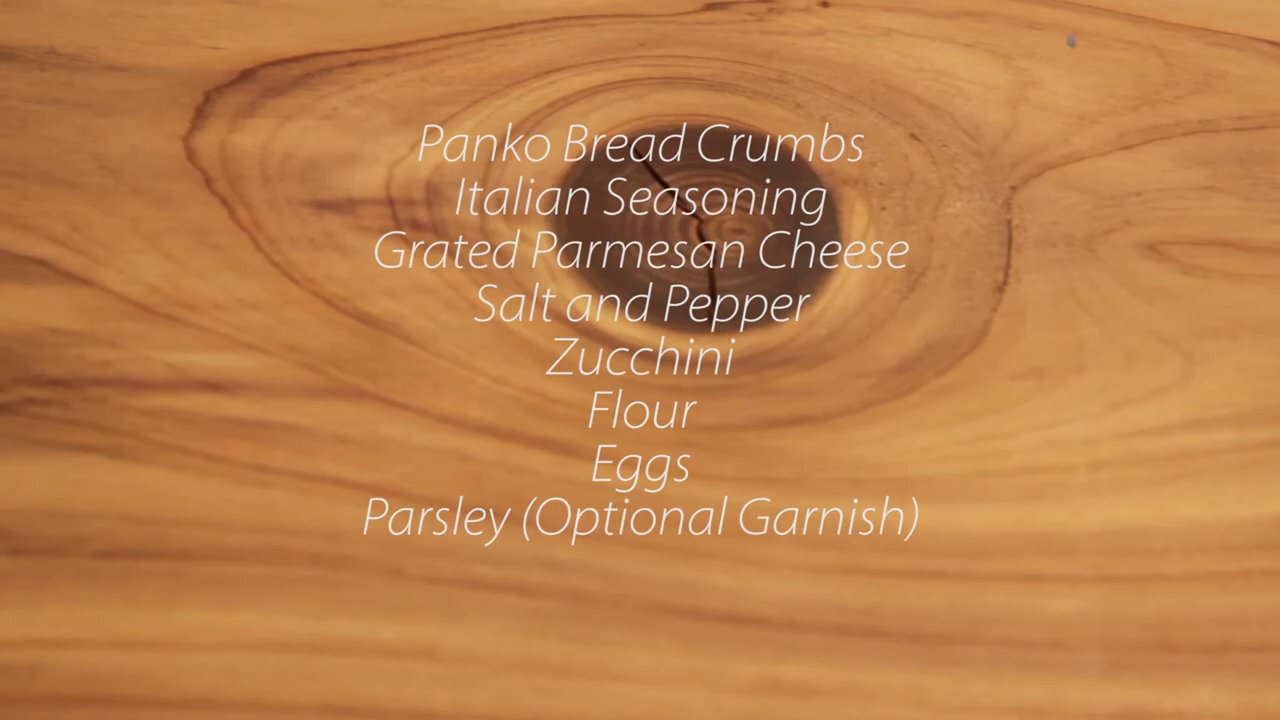 Panko Bread Crumbs
Italian Seasoning
Grated Parmesan Cheese
Salt and Pepper
Zucchini
Flour
Eggs
Parsley (Optional Garnish)